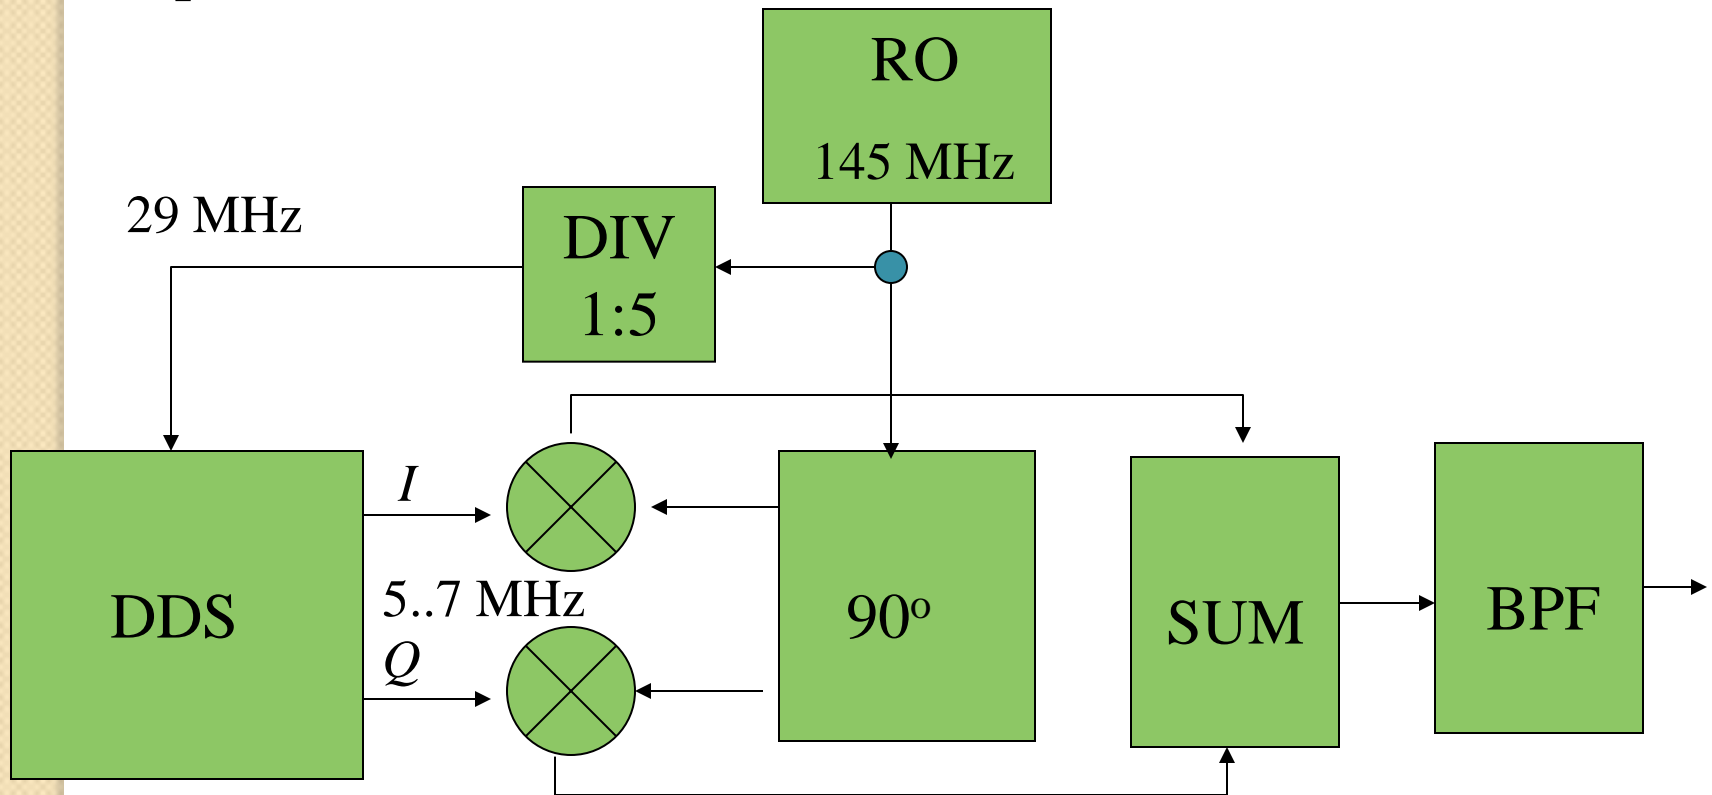 RO
145 MHz
29 MHz
DIV
1:5
I
5..7 MHz
Q
DDS
90º
SUM
BPF